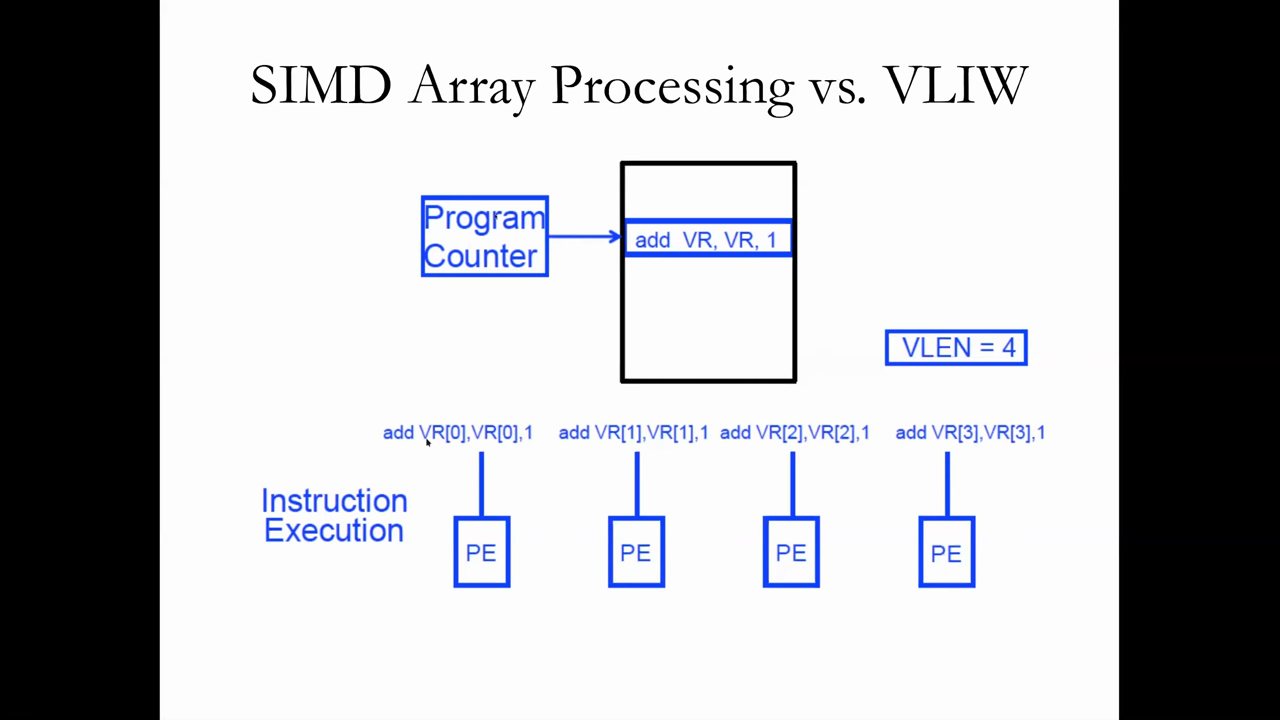 SIMD Array Processing vs. VLIW
Program
Counter
add VR, VR, 1
VLEN = 4
add VR[0],VR[0],1
add VR[1],VR[1],1
add VR[2],VR[2],1
add VR[3],VR[3],1
Instruction
Execution
PE
PE
PE
PE